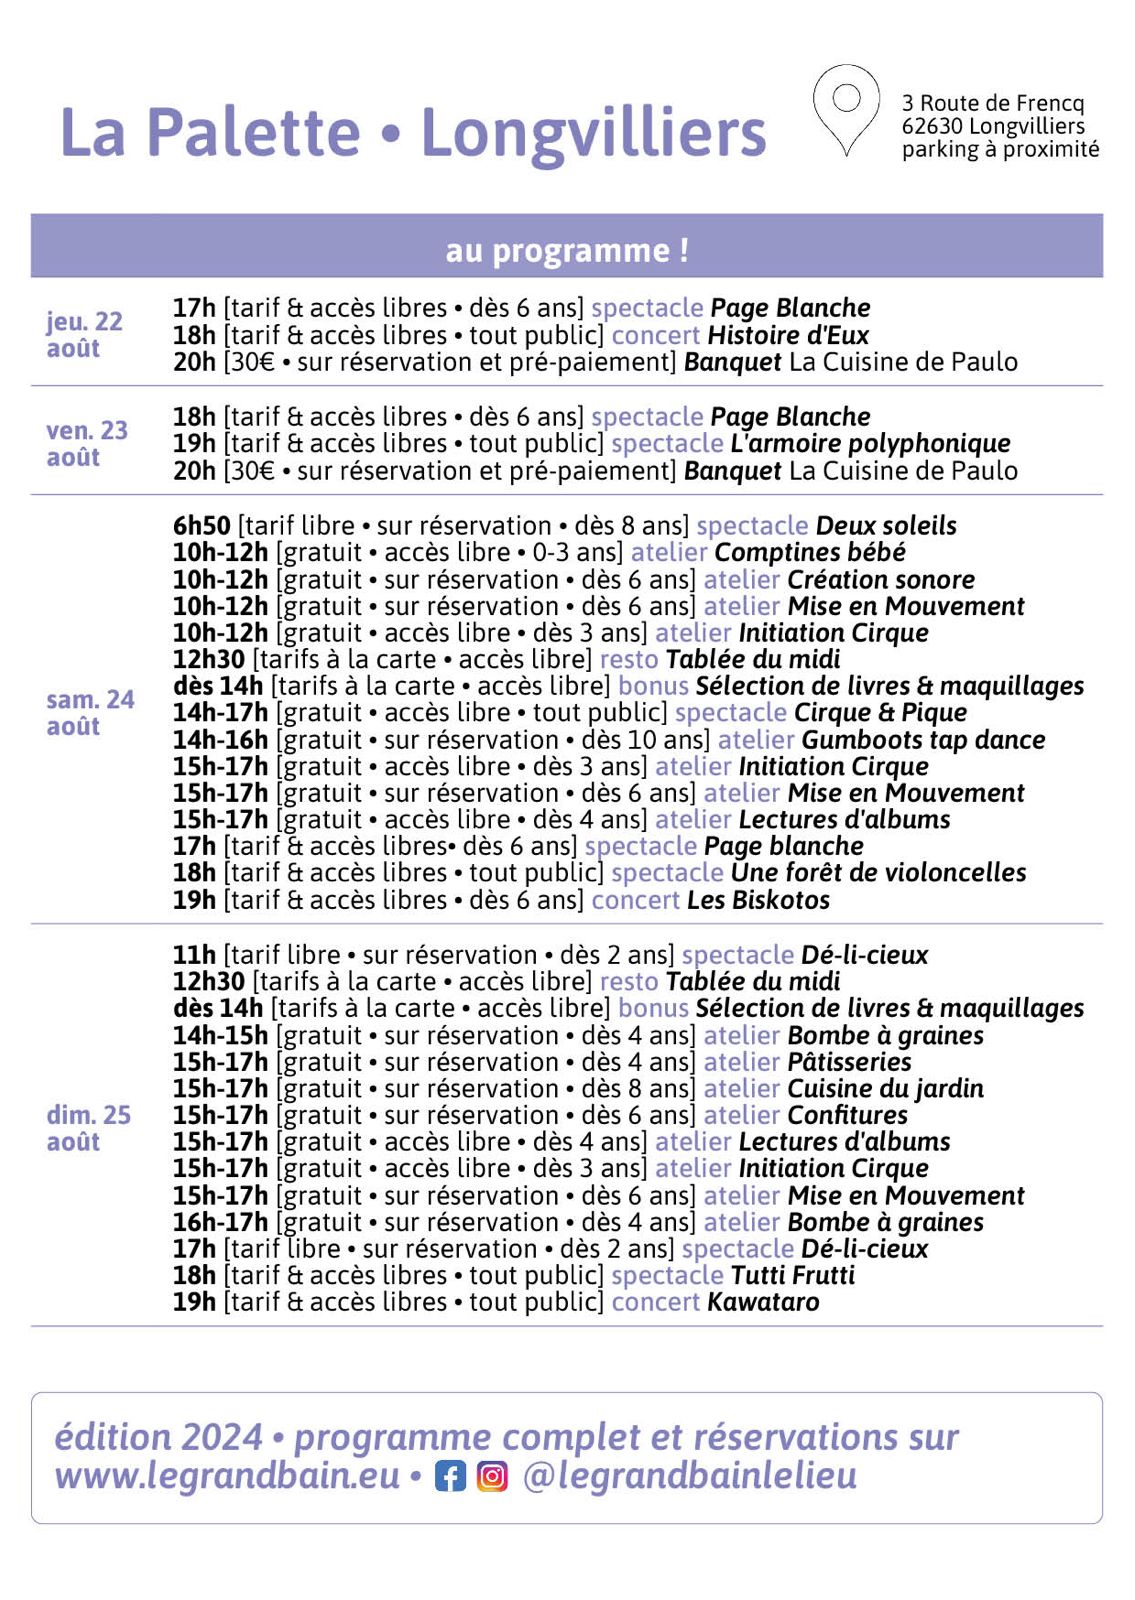 La Palette • Longvilliers
3 Route de Frencq
62630 Longvilliers
parking à proximité
au programme !
jeu. 22
août
17h [tarif & accès libres • dès 6 ans] spectacle Page Blanche
18h [tarif & accès libres • tout public] concert Histoire d'Eux
20h [30€ • sur réservation et pré-paiement] Banquet La Cuisine de Paulo
ven. 23
août
18h [tarif & accès libres • dès 6 ans] spectacle Page Blanche
19h [tarif & accès libres • tout public] spectacle L'armoire polyphonique
20h [30€ • sur réservation et pré-paiement] Banquet La Cuisine de Paulo
sam. 24
août
6h50 [tarif libre • sur réservation • dès 8 ans] spectacle Deux soleils
10h-12h [gratuit • accès libre • 0-3 ans] atelier Comptines bébé
10h-12h [gratuit • sur réservation • dès 6 ans] atelier Création sonore
10h-12h [gratuit • sur réservation • dès 6 ans] atelier Mise en Mouvement
10h-12h [gratuit • accès libre • dès 3 ans] atelier Initiation Cirque
12h30 [tarifs à la carte • accès libre] resto Tablée du midi
dès 14h [tarifs à la carte • accès libre] bonus Sélection de livres & maquillages
14h-17h [gratuit • accès libre • tout public] spectacle Cirque & Pique
14h-16h [gratuit • sur réservation • dès 10 ans] atelier Gumboots tap dance
15h-17h [gratuit • accès libre • dès 3 ans] atelier Initiation Cirque
15h-17h [gratuit • sur réservation • dès 6 ans] atelier Mise en Mouvement
15h-17h [gratuit • accès libre • dès 4 ans] atelier Lectures d'albums
17h [tarif & accès libres• dès 6 ans] spectacle Page blanche
18h [tarif & accès libres • tout public] spectacle Une forêt de violoncelles
19h [tarif & accès libres • dès 6 ans] concert Les Biskotos
dim. 25
août
11h [tarif libre • sur réservation • dès 2 ans] spectacle Dé-li-cieux
12h30 [tarifs à la carte • accès libre] resto Tablée du midi
dès 14h [tarifs à la carte • accès libre] bonus Sélection de livres & maquillages
14h-15h [gratuit • sur réservation • dès 4 ans] atelier Bombe à graines
15h-17h [gratuit • sur réservation • dès 4 ans] atelier Pâtisseries
15h-17h [gratuit • sur réservation • dès 8 ans] atelier Cuisine du jardin
15h-17h [gratuit • sur réservation • dès 6 ans] atelier Confitures
15h-17h [gratuit • accès libre • dès 4 ans] atelier Lectures d'albums
15h-17h [gratuit • accès libre • dès 3 ans] atelier Initiation Cirque
15h-17h [gratuit • sur réservation • dès 6 ans] atelier Mise en Mouvement
16h-17h [gratuit • sur réservation • dès 4 ans] atelier Bombe à graines
17h [tarif libre • sur réservation • dès 2 ans] spectacle Dé-li-cieux
18h [tarif & accès libres • tout public] spectacle Tutti Frutti
19h [tarif & accès libres • tout public] concert Kawataro
édition 2024 • programme complet et réservations sur
www.legrandbain.eu • @legrandbainlelieu